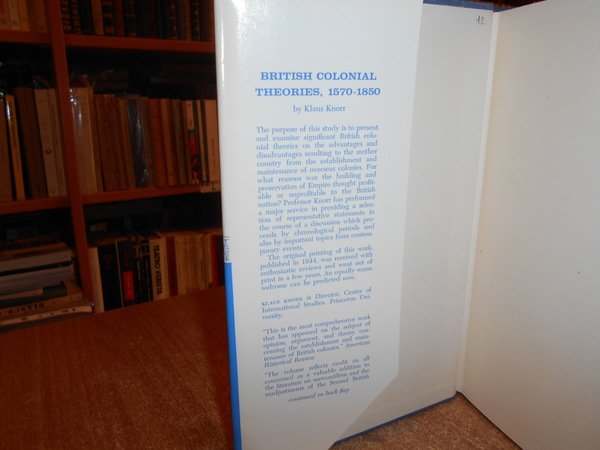 BRITISH COLONIAL
THEORIES, 1570-1850
by Klaus Knorr
The purpose of this study is to present
and examine significant British colo-
nial theories on the advantages and
disadvantages resulting to the mother
country from the establishment and
maintenance of overseas colonies. For
what reasons was the building and
preservation of Empire thought profit-
able or unprofitable to the British
nation? Professor Knorr has performed
a major service in providing a selec-
tion of representative statements in
the course of a discussion which pro-
ceeds by chronological periods and
also by important topics from contem-
porary events.
The original printing of this work,
published in 1944, was received with
enthusiastic reviews and went out of
print in a few years. An equally warm
welcome can be predicted now.
KLAUS KNORR is Director, Center of
International Studies, Princeton Uni-
versity.
"This is the most comprehensive work
that has appeared on the subject of
opinion, argument, and theory con-
cerning the establishment and main-
tenance of British colonies." American
Historical Review
"The volume reflects credit on all
concerned as a valuable addition to
the literature on mercantilism and the
readjustments of the Second British
continued on back flap
12